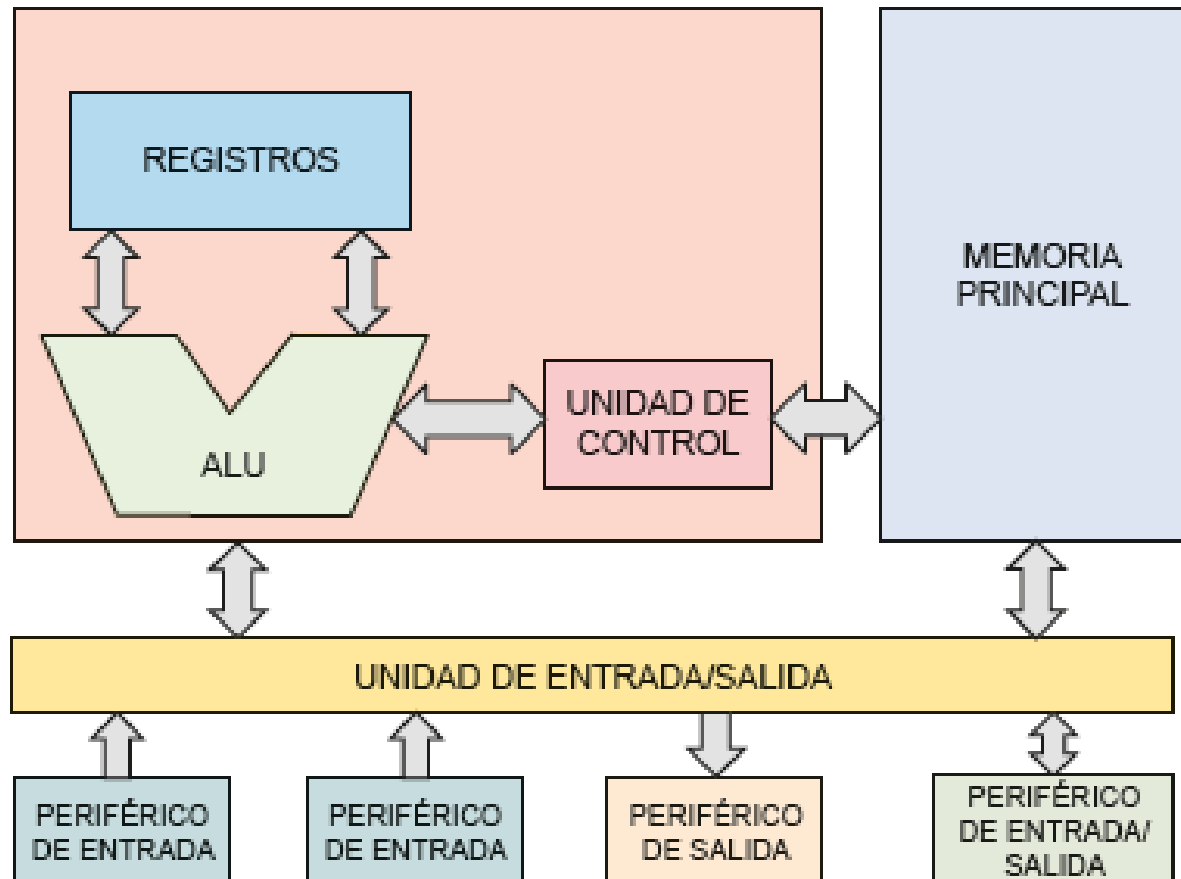 REGISTROS
MEMORIA
PRINCIPAL
UNIDAD DE
CONTROL
ALU
UNIDAD DE ENTRADA/SALIDA
PERIFÉRICO
DE ENTRADA
PERIFÉRICO
DE ENTRADA
PERIFÉRICO
DE SALIDA
PERIFÉRICO
DE ENTRADA/
SALIDA